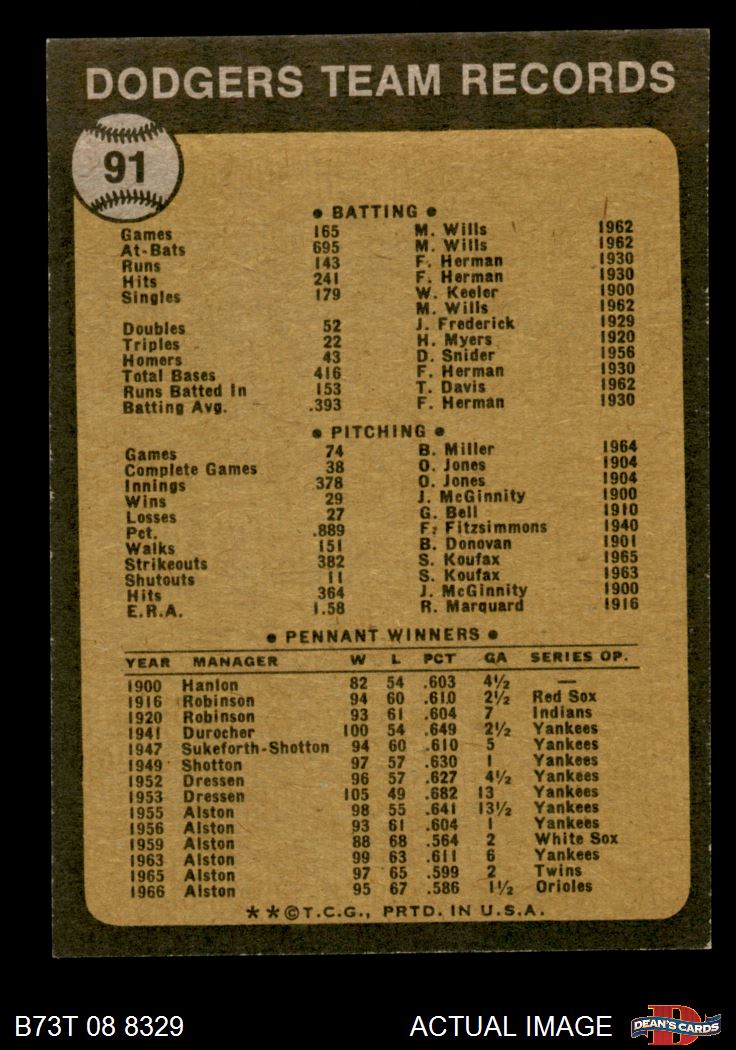 DODGERS TEAM RECORDS
91
● BATTING ●
Games 165 M. Wills 1962
At-Bats 695 M. Wills 1962
Runs 143 F. Herman 1930
Hits 241 F. Herman 1930
Singles 179 W. Keeler 1900
M. Wills 1962
Doubles 52 J. Frederick 1929
Triples 22 H. Myers 1920
Homers 43 D. Snider 1956
Total Bases 416 F. Herman 1930
Runs Batted In 153 T. Davis 1962
Batting Avg. .393 F. Herman 1930
● PITCHING ●
Games 74 B. Miller 1964
Complete Games 38 O. Jones 1904
Innings 378 O. Jones 1904
Wins 29 J. McGinnity 1900
Losses 27 G. Bell 1910
Pct. .889 F. Fitzsimmons 1940
Walks 151 B. Donovan 1901
Strikeouts 382 S. Koufax 1965
Shutouts 11 S. Koufax 1963
Hits 364 J. McGinnity 1900
E.R.A. 1.58 R. Marquard 1916
● PENNANT WINNERS ●
YEAR MANAGER W L PCT GA SERIES OP.
1900 Hanlon 82 54 .603 4½ —
1916 Robinson 94 60 .610 2½ Red Sox
1920 Robinson 93 61 .604 7 Indians
1941 Durocher 100 54 .649 2½ Yankees
1947 Sukeforth-Shotton 94 60 .610 5 Yankees
1949 Shotton 97 57 .630 1 Yankees
1952 Dressen 96 57 .627 4½ Yankees
1953 Dressen 105 49 .682 13 Yankees
1955 Alston 98 55 .641 13½ Yankees
1956 Alston 93 61 .604 1 Yankees
1959 Alston 88 68 .564 2 White Sox
1963 Alston 99 63 .611 6 Yankees
1965 Alston 97 65 .599 2 Twins
1966 Alston 95 67 .586 1½ Orioles
★★©T.C.G., PRTD. IN U.S.A.
B73T 08 8329 ACTUAL IMAGE DEAN'S CARDS